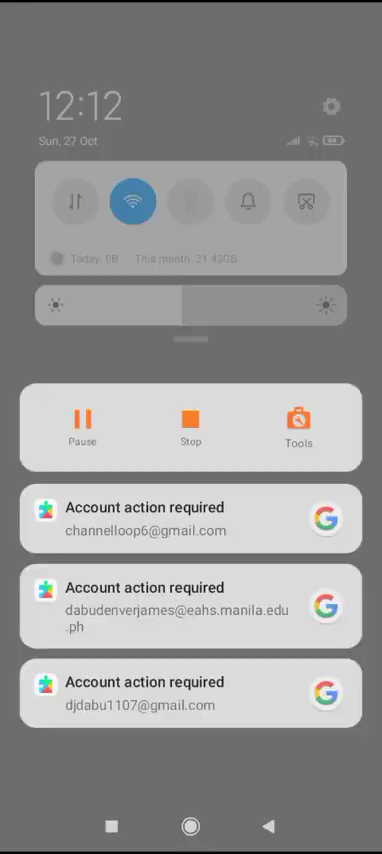 12:12
Sun, 27 Oct
Today: 0B
This month: 21.42GB
Pause
Stop
Tools
Account action required
channelloop6@gmail.com
Account action required
dabudenverjames@eahs.manila.edu
.ph
Account action required
djdabu1107@gmail.com